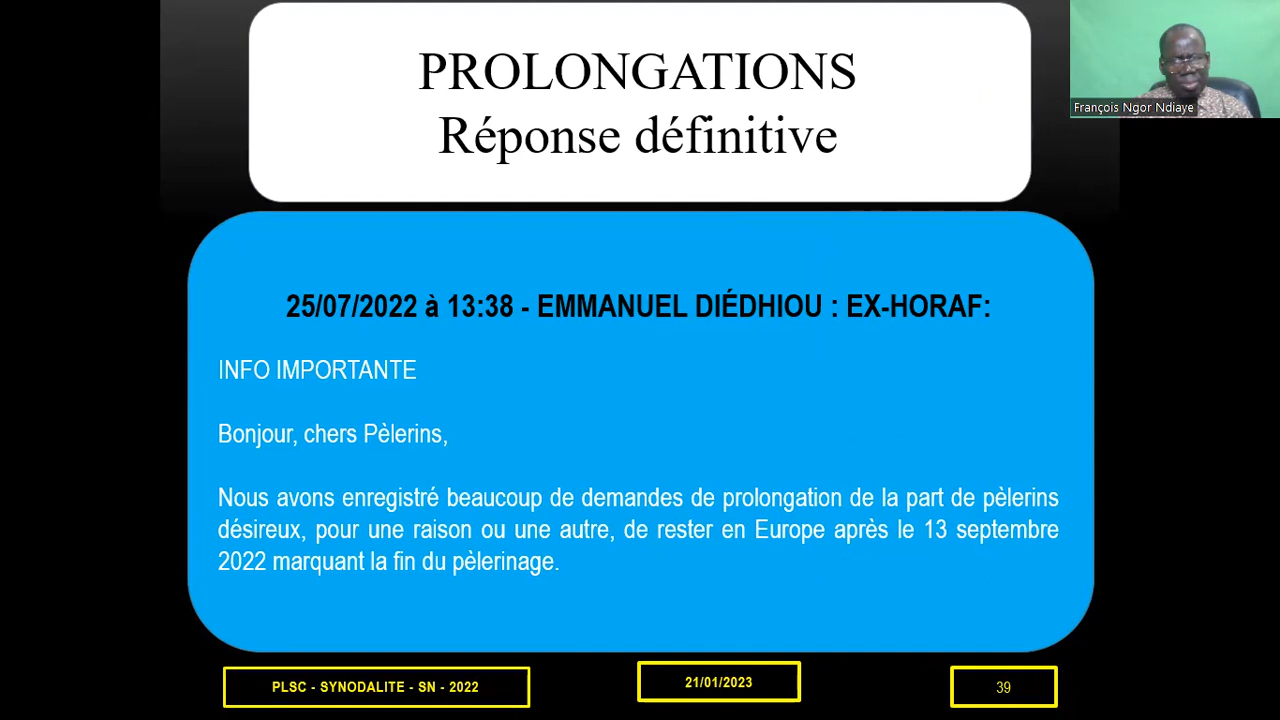 PROLONGATIONS
Réponse définitive
François Ngor Ndiaye
25/07/2022 à 13:38 - EMMANUEL DIÉDHIOU : EX-HORAF:
INFO IMPORTANTE
Bonjour, chers Pèlerins,
Nous avons enregistré beaucoup de demandes de prolongation de la part de pèlerins
désireux, pour une raison ou une autre, de rester en Europe après le 13 septembre
2022 marquant la fin du pèlerinage.
PLSC - SYNODALITE - SN - 2022
21/01/2023
39